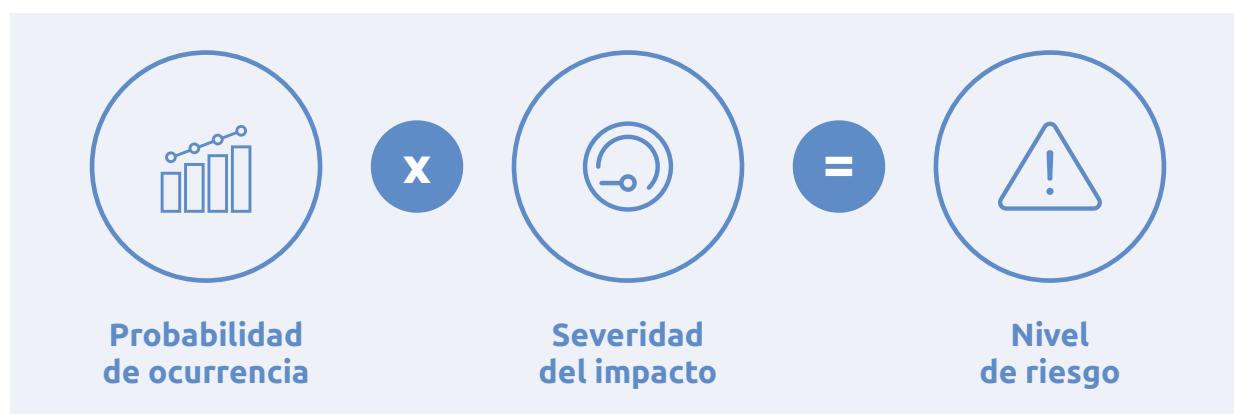 x
=
Probabilidad
de ocurrencia
Severidad
del impacto
Nivel
de riesgo